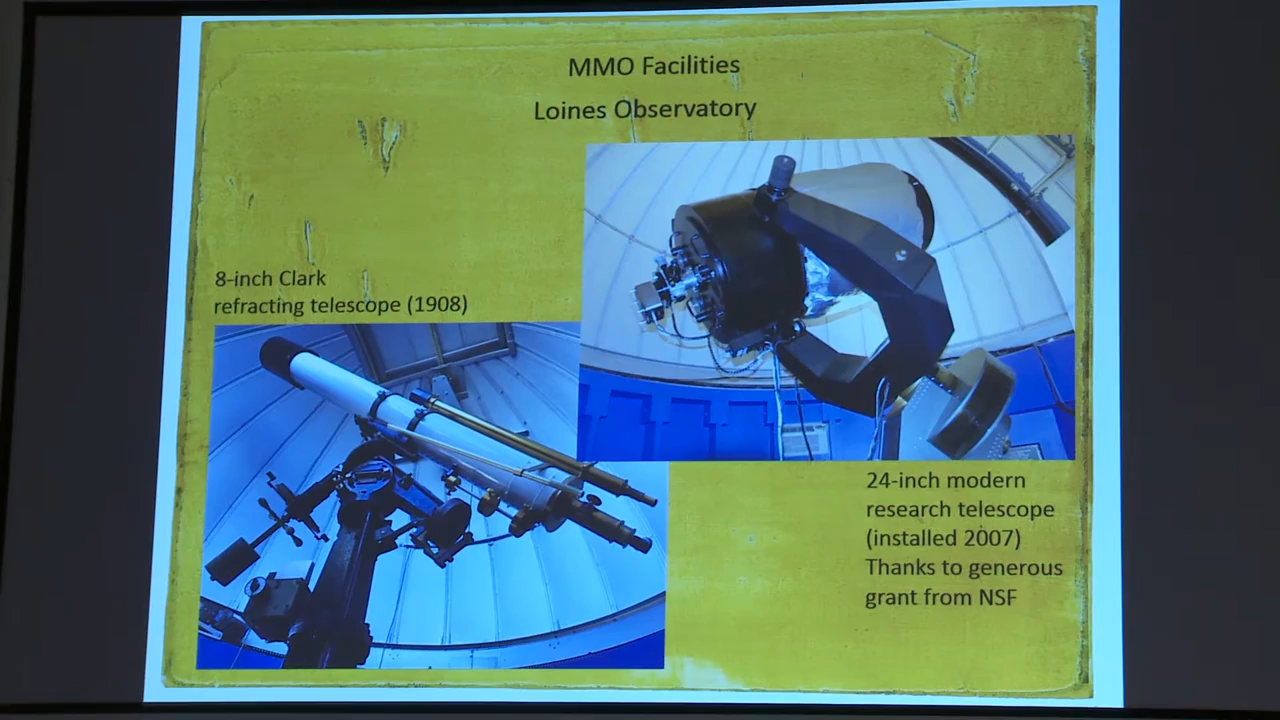 MMO Facilities
Loines Observatory
8-inch Clark
refracting telescope (1908)
24-inch modern
research telescope
(installed 2007)
Thanks to generous
grant from NSF